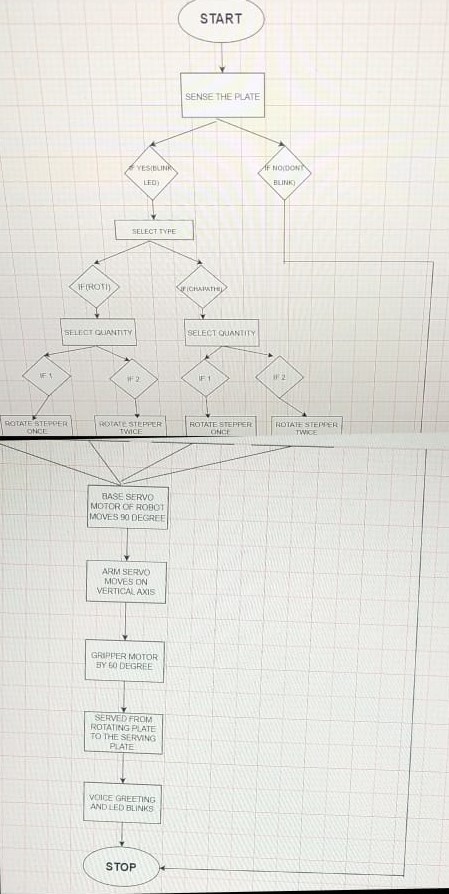 START
SENSE THE PLATE
IF YES(BLINK
LED)
IF NO(DONT
BLINK)
SELECT TYPE
IF(ROTI)
IF(CHAPATHI)
SELECT QUANTITY
SELECT QUANTITY
IF 1
IF 2
IF 1
IF 2
ROTATE STEPPER
ONCE
ROTATE STEPPER
TWICE
ROTATE STEPPER
ONCE
ROTATE STEPPER
TWICE
BASE SERVO
MOTOR OF ROBOT
MOVES 90 DEGREE
ARM SERVO
MOVES ON
VERTICAL AXIS
GRIPPER MOTOR
BY 60 DEGREE
SERVED FROM
ROTATING PLATE
TO THE SERVING
PLATE
VOICE GREETING
AND LED BLINKS
STOP